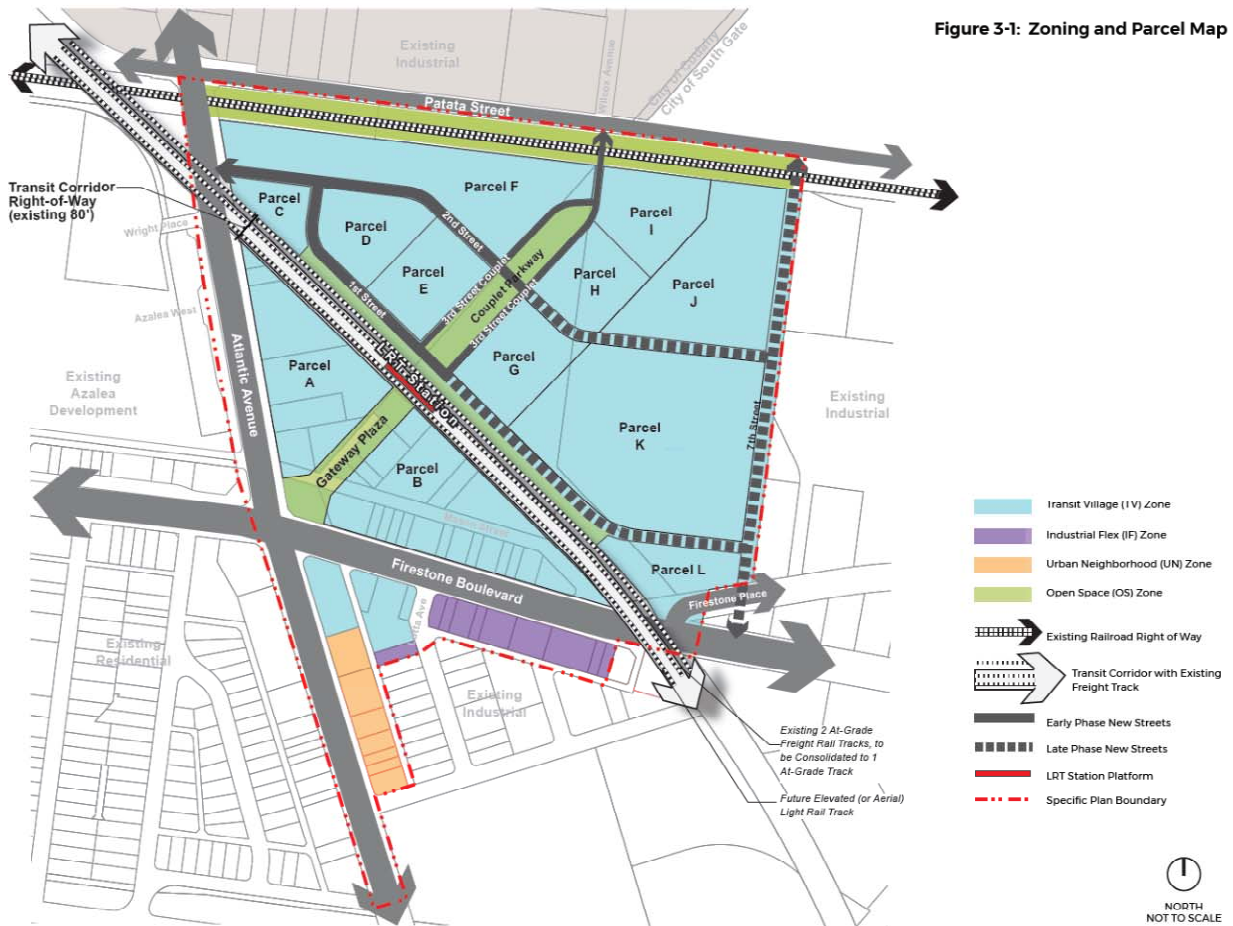 Figure 3-1: Zoning and Parcel Map
Existing
Industrial
Wilcox Avenue
City of Cudahy
City of South Gate
Patata Street
Transit Corridor
Right-of-Way
(existing 80')
Wright Place
Azalea West
Existing
Azalea
Development
Atlantic Avenue
Parcel
C
Parcel
D
Parcel F
Parcel
I
Parcel
E
Parcel
H
Parcel
J
2nd Street
1st Street
3rd Street Couplet
Couplet Parkway
3rd Street Couplet
Parcel
A
LRT Station
Parcel
G
Parcel
K
7th Street
Existing
Industrial
Gateway Plaza
Parcel
B
Mason Street
Parcel L
Firestone Boulevard
Firestone Place
Existing
Residential
Existing
Industrial
Existing 2 At-Grade
Freight Rail Tracks, to
be Consolidated to 1
At-Grade Track
Future Elevated (or Aerial)
Light Rail Track
Transit Village (TV) Zone
Industrial Flex (IF) Zone
Urban Neighborhood (UN) Zone
Open Space (OS) Zone
Existing Railroad Right of Way
Transit Corridor with Existing
Freight Track
Early Phase New Streets
Late Phase New Streets
LRT Station Platform
Specific Plan Boundary
NORTH
NOT TO SCALE